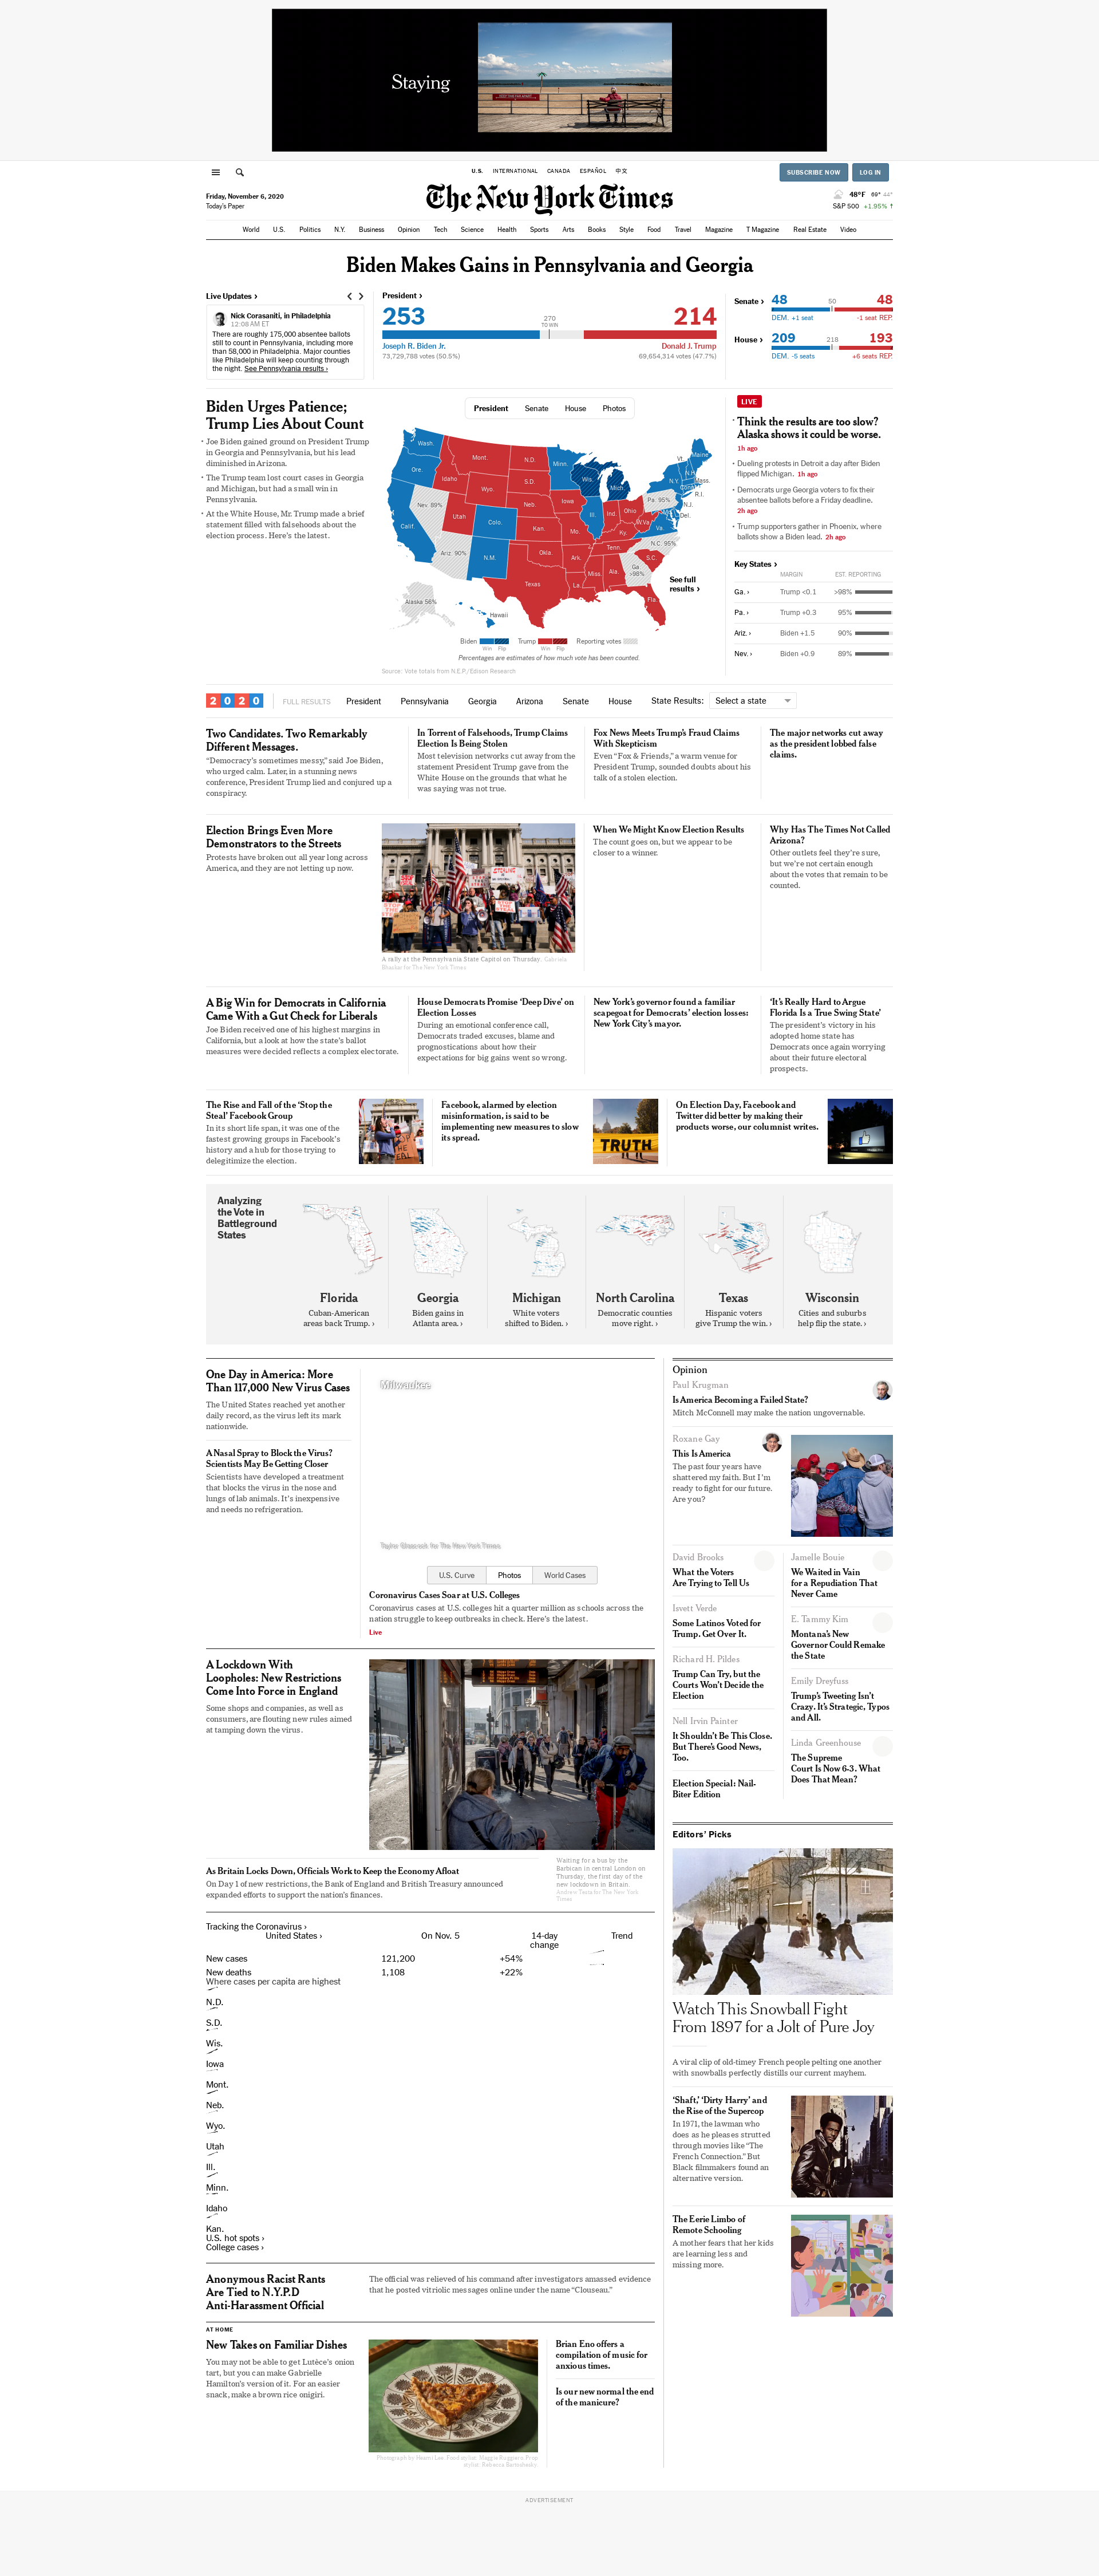 Staying
U.S. INTERNATIONAL CANADA ESPAÑOL 中文
SUBSCRIBE NOW LOG IN
Friday, November 6, 2020
Today's Paper
The New York Times
48°F 69° 44°
S&P 500 +1.95% ↑
World U.S. Politics N.Y. Business Opinion Tech Science Health Sports Arts Books Style Food Travel Magazine T Magazine Real Estate Video
Biden Makes Gains in Pennsylvania and Georgia
Live Updates ›
Nick Corasaniti, in Philadelphia
12:08 AM ET
There are roughly 175,000 absentee ballots
still to count in Pennsylvania, including more
than 58,000 in Philadelphia. Major counties
like Philadelphia will keep counting through
the night. See Pennsylvania results ›
President ›
253 270 214
TO WIN
Joseph R. Biden Jr. Donald J. Trump
73,729,788 votes (50.5%) 69,654,314 votes (47.7%)
Senate › 48 50 48
DEM. +1 seat -1 seat REP.
House › 209 218 193
DEM. -5 seats +6 seats REP.
Biden Urges Patience;
Trump Lies About Count
• Joe Biden gained ground on President Trump
in Georgia and Pennsylvania, but his lead
diminished in Arizona.
• The Trump team lost court cases in Georgia
and Michigan, but had a small win in
Pennsylvania.
• At the White House, Mr. Trump made a brief
statement filled with falsehoods about the
election process. Here's the latest.
President Senate House Photos
Wash.
Mont.
N.D.
Minn.
Vt.
Maine
Ore.
Idaho
S.D.
Wis.
Mich.
N.Y.
N.H.
Mass.
Conn.
R.I.
Wyo.
Iowa
Pa. 95%
N.J.
Nev. 89%
Neb.
Ill.
Ind.
Ohio
Del.
Utah
Colo.
W.Va.
Va.
Calif.
Kan.
Mo.
Ky.
N.C. 95%
Ariz. 90%
N.M.
Okla.
Ark.
Tenn.
S.C.
Miss.
Ala.
Ga.
>98%
Texas
La.
Fla.
Alaska 56%
Hawaii
See full
results ›
Biden Trump Reporting votes
Win Flip Win Flip
Percentages are estimates of how much vote has been counted.
Source: Vote totals from N.E.P./Edison Research
LIVE
• Think the results are too slow?
Alaska shows it could be worse.
1h ago
• Dueling protests in Detroit a day after Biden
flipped Michigan. 1h ago
• Democrats urge Georgia voters to fix their
absentee ballots before a Friday deadline.
2h ago
• Trump supporters gather in Phoenix, where
ballots show a Biden lead. 2h ago
Key States ›
MARGIN EST. REPORTING
Ga. › Trump <0.1 >98%
Pa. › Trump +0.3 95%
Ariz. › Biden +1.5 90%
Nev. › Biden +0.9 89%
2020 FULL RESULTS President Pennsylvania Georgia Arizona Senate House State Results: Select a state
Two Candidates. Two Remarkably
Different Messages.
“Democracy's sometimes messy,” said Joe Biden,
who urged calm. Later, in a stunning news
conference, President Trump lied and conjured up a
conspiracy.
In Torrent of Falsehoods, Trump Claims
Election Is Being Stolen
Most television networks cut away from the
statement President Trump gave from the
White House on the grounds that what he
was saying was not true.
Fox News Meets Trump's Fraud Claims
With Skepticism
Even “Fox & Friends,” a warm venue for
President Trump, sounded doubts about his
talk of a stolen election.
The major networks cut away
as the president lobbed false
claims.
Election Brings Even More
Demonstrators to the Streets
Protests have broken out all year long across
America, and they are not letting up now.
A rally at the Pennsylvania State Capitol on Thursday. Gabriela
Bhaskar for The New York Times
When We Might Know Election Results
The count goes on, but we appear to be
closer to a winner.
Why Has The Times Not Called
Arizona?
Other outlets feel they're sure,
but we're not certain enough
about the votes that remain to be
counted.
A Big Win for Democrats in California
Came With a Gut Check for Liberals
Joe Biden received one of his highest margins in
California, but a look at how the state's ballot
measures were decided reflects a complex electorate.
House Democrats Promise ‘Deep Dive’ on
Election Losses
During an emotional conference call,
Democrats traded excuses, blame and
prognostications about how their
expectations for big gains went so wrong.
New York's governor found a familiar
scapegoat for Democrats' election losses:
New York City's mayor.
‘It's Really Hard to Argue
Florida Is a True Swing State’
The president's victory in his
adopted home state has
Democrats once again worrying
about their future electoral
prospects.
The Rise and Fall of the ‘Stop the
Steal’ Facebook Group
In its short life span, it was one of the
fastest growing groups in Facebook's
history and a hub for those trying to
delegitimize the election.
Facebook, alarmed by election
misinformation, is said to be
implementing new measures to slow
its spread.
TRUTH
On Election Day, Facebook and
Twitter did better by making their
products worse, our columnist writes.
Analyzing
the Vote in
Battleground
States
Florida
Cuban-American
areas back Trump. ›
Georgia
Biden gains in
Atlanta area. ›
Michigan
White voters
shifted to Biden. ›
North Carolina
Democratic counties
move right. ›
Texas
Hispanic voters
give Trump the win. ›
Wisconsin
Cities and suburbs
help flip the state. ›
One Day in America: More
Than 117,000 New Virus Cases
The United States reached yet another
daily record, as the virus left its mark
nationwide.
A Nasal Spray to Block the Virus?
Scientists May Be Getting Closer
Scientists have developed a treatment
that blocks the virus in the nose and
lungs of lab animals. It's inexpensive
and needs no refrigeration.
Milwaukee
Taylor Glascock for The New York Times
U.S. Curve Photos World Cases
Coronavirus Cases Soar at U.S. Colleges
Coronavirus cases at U.S. colleges hit a quarter million as schools across the
nation struggle to keep outbreaks in check. Here's the latest.
Live
A Lockdown With
Loopholes: New Restrictions
Come Into Force in England
Some shops and companies, as well as
consumers, are flouting new rules aimed
at tamping down the virus.
As Britain Locks Down, Officials Work to Keep the Economy Afloat
On Day 1 of new restrictions, the Bank of England and British Treasury announced
expanded efforts to support the nation's finances.
Waiting for a bus by the
Barbican in central London on
Thursday, the first day of the
new lockdown in Britain.
Andrew Testa for The New York
Times
Tracking the Coronavirus ›
United States › On Nov. 5 14-day
change Trend
New cases 121,200 +54%
New deaths 1,108 +22%
Where cases per capita are highest
N.D.
S.D.
Wis.
Iowa
Mont.
Neb.
Wyo.
Utah
Ill.
Minn.
Idaho
Kan.
U.S. hot spots ›
College cases ›
Anonymous Racist Rants
Are Tied to N.Y.P.D
Anti-Harassment Official
The official was relieved of his command after investigators amassed evidence
that he posted vitriolic messages online under the name “Clouseau.”
AT HOME
New Takes on Familiar Dishes
You may not be able to get Lutèce's onion
tart, but you can make Gabrielle
Hamilton's version of it. For an easier
snack, make a brown rice onigiri.
Photograph by Heami Lee. Food stylist: Maggie Ruggiero. Prop
stylist: Rebecca Bartoshesky.
Brian Eno offers a
compilation of music for
anxious times.
Is our new normal the end
of the manicure?
Opinion
Paul Krugman
Is America Becoming a Failed State?
Mitch McConnell may make the nation ungovernable.
Roxane Gay
This Is America
The past four years have
shattered my faith. But I'm
ready to fight for our future.
Are you?
David Brooks
What the Voters
Are Trying to Tell Us
Isvett Verde
Some Latinos Voted for
Trump. Get Over It.
Richard H. Pildes
Trump Can Try, but the
Courts Won't Decide the
Election
Nell Irvin Painter
It Shouldn't Be This Close.
But There's Good News,
Too.
Election Special: Nail-
Biter Edition
Jamelle Bouie
We Waited in Vain
for a Repudiation That
Never Came
E. Tammy Kim
Montana's New
Governor Could Remake
the State
Emily Dreyfuss
Trump's Tweeting Isn't
Crazy. It's Strategic, Typos
and All.
Linda Greenhouse
The Supreme
Court Is Now 6-3. What
Does That Mean?
Editors' Picks
Watch This Snowball Fight
From 1897 for a Jolt of Pure Joy
A viral clip of old-timey French people pelting one another
with snowballs perfectly distills our current mayhem.
‘Shaft,’ ‘Dirty Harry’ and
the Rise of the Supercop
In 1971, the lawman who
does as he pleases strutted
through movies like “The
French Connection.” But
Black filmmakers found an
alternative version.
The Eerie Limbo of
Remote Schooling
A mother fears that her kids
are learning less and
missing more.
ADVERTISEMENT